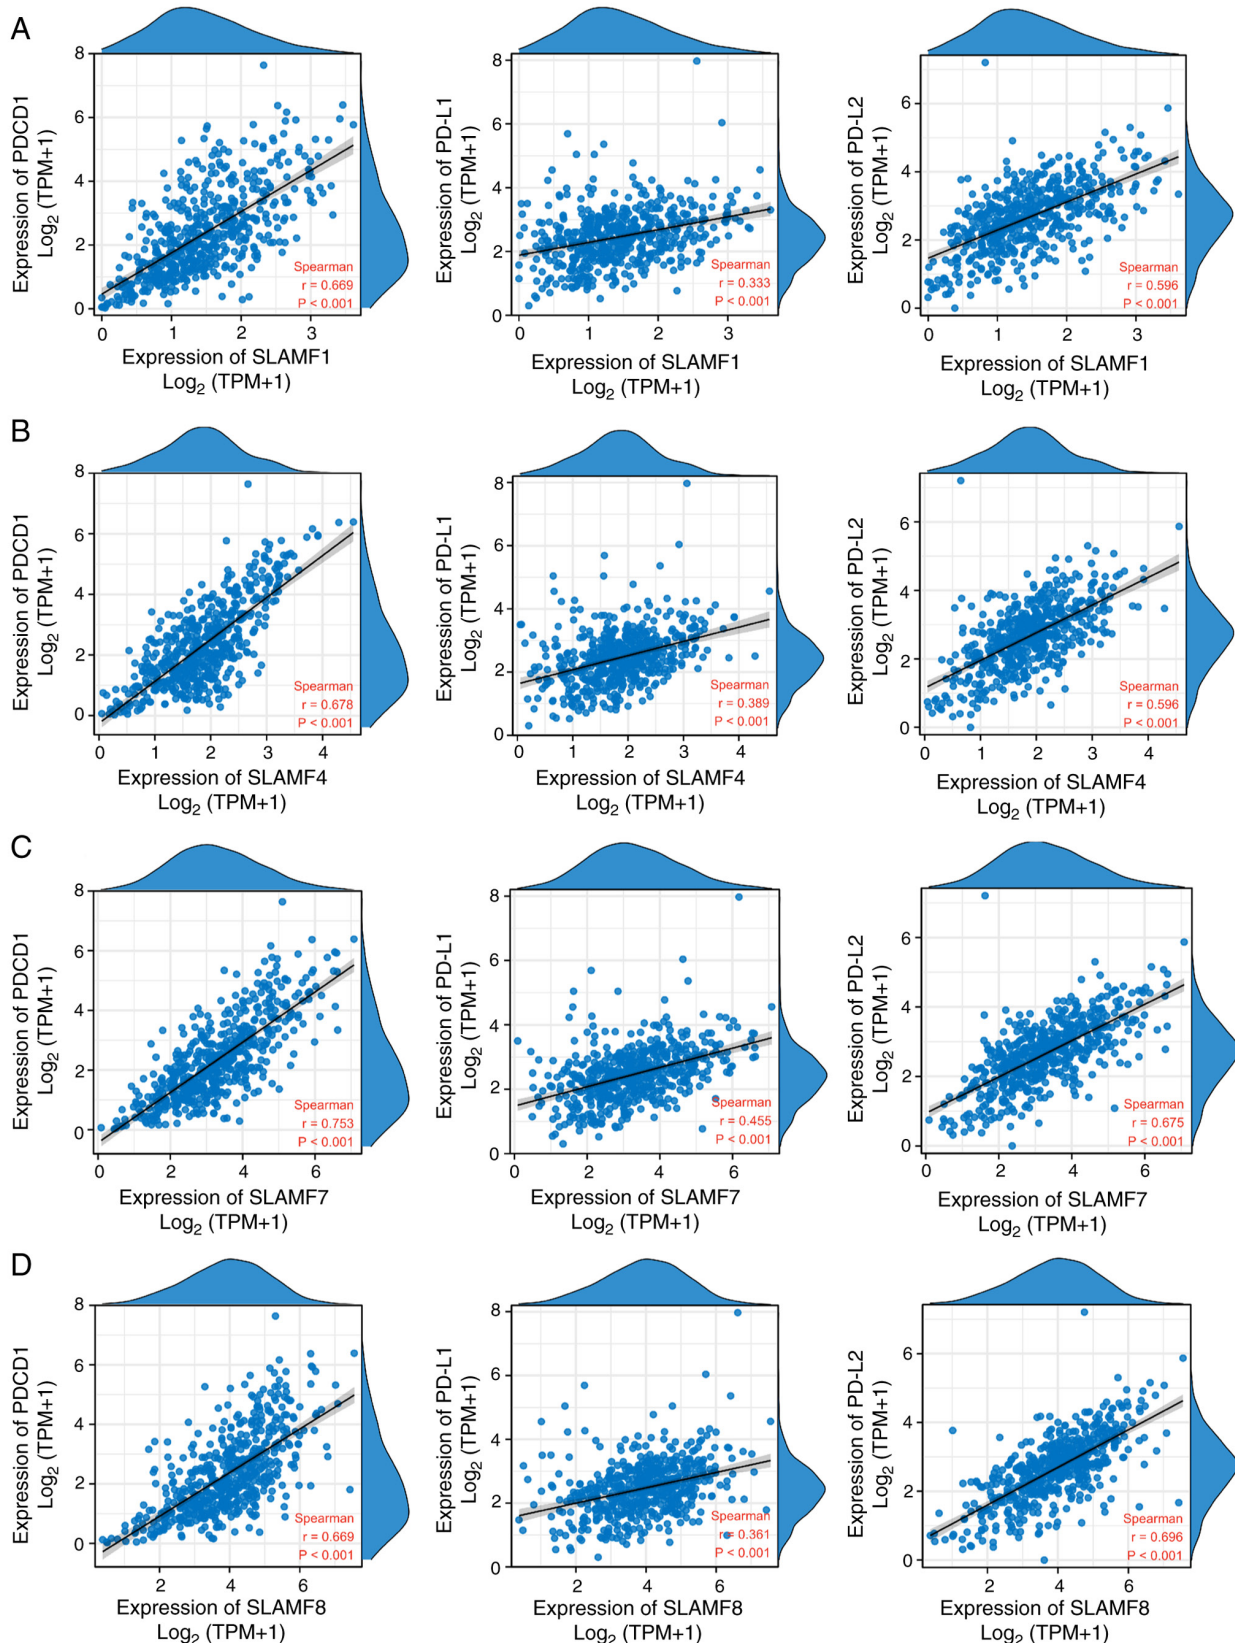 A
Expression of PDCD1
Log2 (TPM+1)
8
6
4
2
0
0 1 2 3
Spearman
r = 0.669
P < 0.001
Expression of SLAMF1
Log2 (TPM+1)
Expression of PD-L1
Log2 (TPM+1)
8
6
4
2
0
0 1 2 3
Spearman
r = 0.333
P < 0.001
Expression of SLAMF1
Log2 (TPM+1)
Expression of PD-L2
Log2 (TPM+1)
6
4
2
0
0 1 2 3
Spearman
r = 0.596
P < 0.001
Expression of SLAMF1
Log2 (TPM+1)
B
Expression of PDCD1
Log2 (TPM+1)
8
6
4
2
0
0 1 2 3 4
Spearman
r = 0.678
P < 0.001
Expression of SLAMF4
Log2 (TPM+1)
Expression of PD-L1
Log2 (TPM+1)
8
6
4
2
0
0 1 2 3 4
Spearman
r = 0.389
P < 0.001
Expression of SLAMF4
Log2 (TPM+1)
Expression of PD-L2
Log2 (TPM+1)
6
4
2
0
0 1 2 3 4
Spearman
r = 0.596
P < 0.001
Expression of SLAMF4
Log2 (TPM+1)
C
Expression of PDCD1
Log2 (TPM+1)
8
6
4
2
0
0 2 4 6
Spearman
r = 0.753
P < 0.001
Expression of SLAMF7
Log2 (TPM+1)
Expression of PD-L1
Log2 (TPM+1)
8
6
4
2
0
0 2 4 6
Spearman
r = 0.455
P < 0.001
Expression of SLAMF7
Log2 (TPM+1)
Expression of PD-L2
Log2 (TPM+1)
6
4
2
0
0 2 4 6
Spearman
r = 0.675
P < 0.001
Expression of SLAMF7
Log2 (TPM+1)
D
Expression of PDCD1
Log2 (TPM+1)
8
6
4
2
0
2 4 6
Spearman
r = 0.669
P < 0.001
Expression of SLAMF8
Log2 (TPM+1)
Expression of PD-L1
Log2 (TPM+1)
8
6
4
2
0
2 4 6
Spearman
r = 0.361
P < 0.001
Expression of SLAMF8
Log2 (TPM+1)
Expression of PD-L2
Log2 (TPM+1)
6
4
2
0
2 4 6
Spearman
r = 0.696
P < 0.001
Expression of SLAMF8
Log2 (TPM+1)